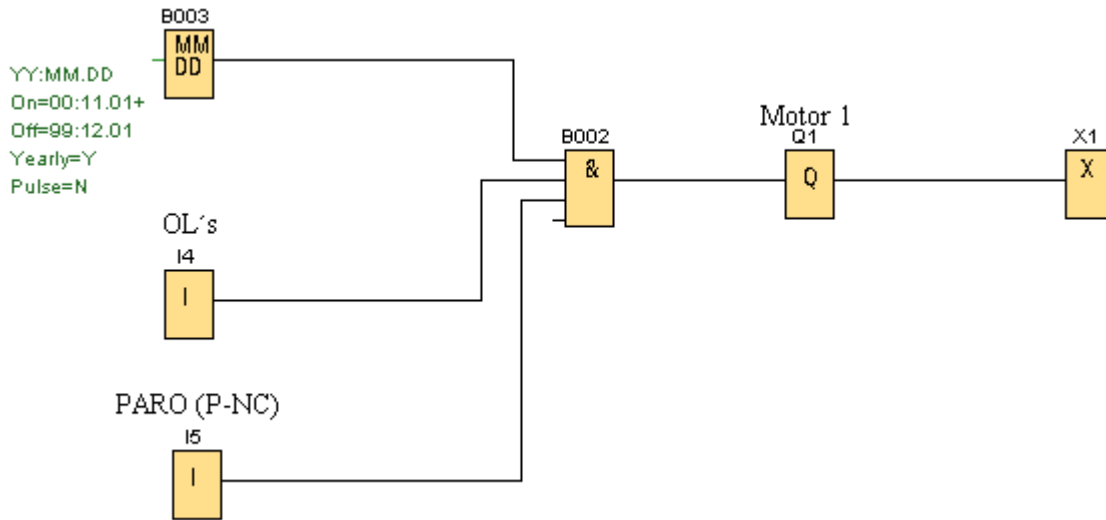 B003
MM
DD
YY:MM.DD
On=00:11.01+
Off=99:12.01
Yearly=Y
Pulse=N
B002
&
Motor 1
Q1
Q
X1
X
OL´s
I4
I
PARO (P-NC)
I5
I